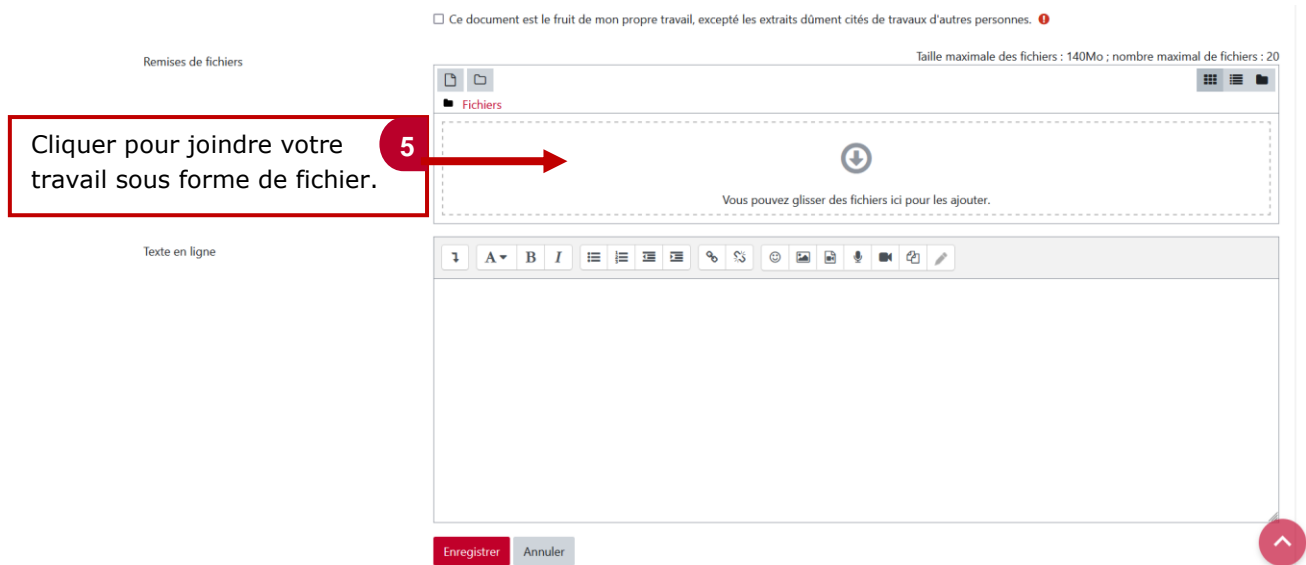 Ce document est le fruit de mon propre travail, excepté les extraits dûment cités de travaux d'autres personnes.
Remises de fichiers
Taille maximale des fichiers : 140Mo ; nombre maximal de fichiers : 20
Fichiers
Cliquer pour joindre votre
travail sous forme de fichier.
5
Vous pouvez glisser des fichiers ici pour les ajouter.
Texte en ligne
A B I
Enregistrer Annuler